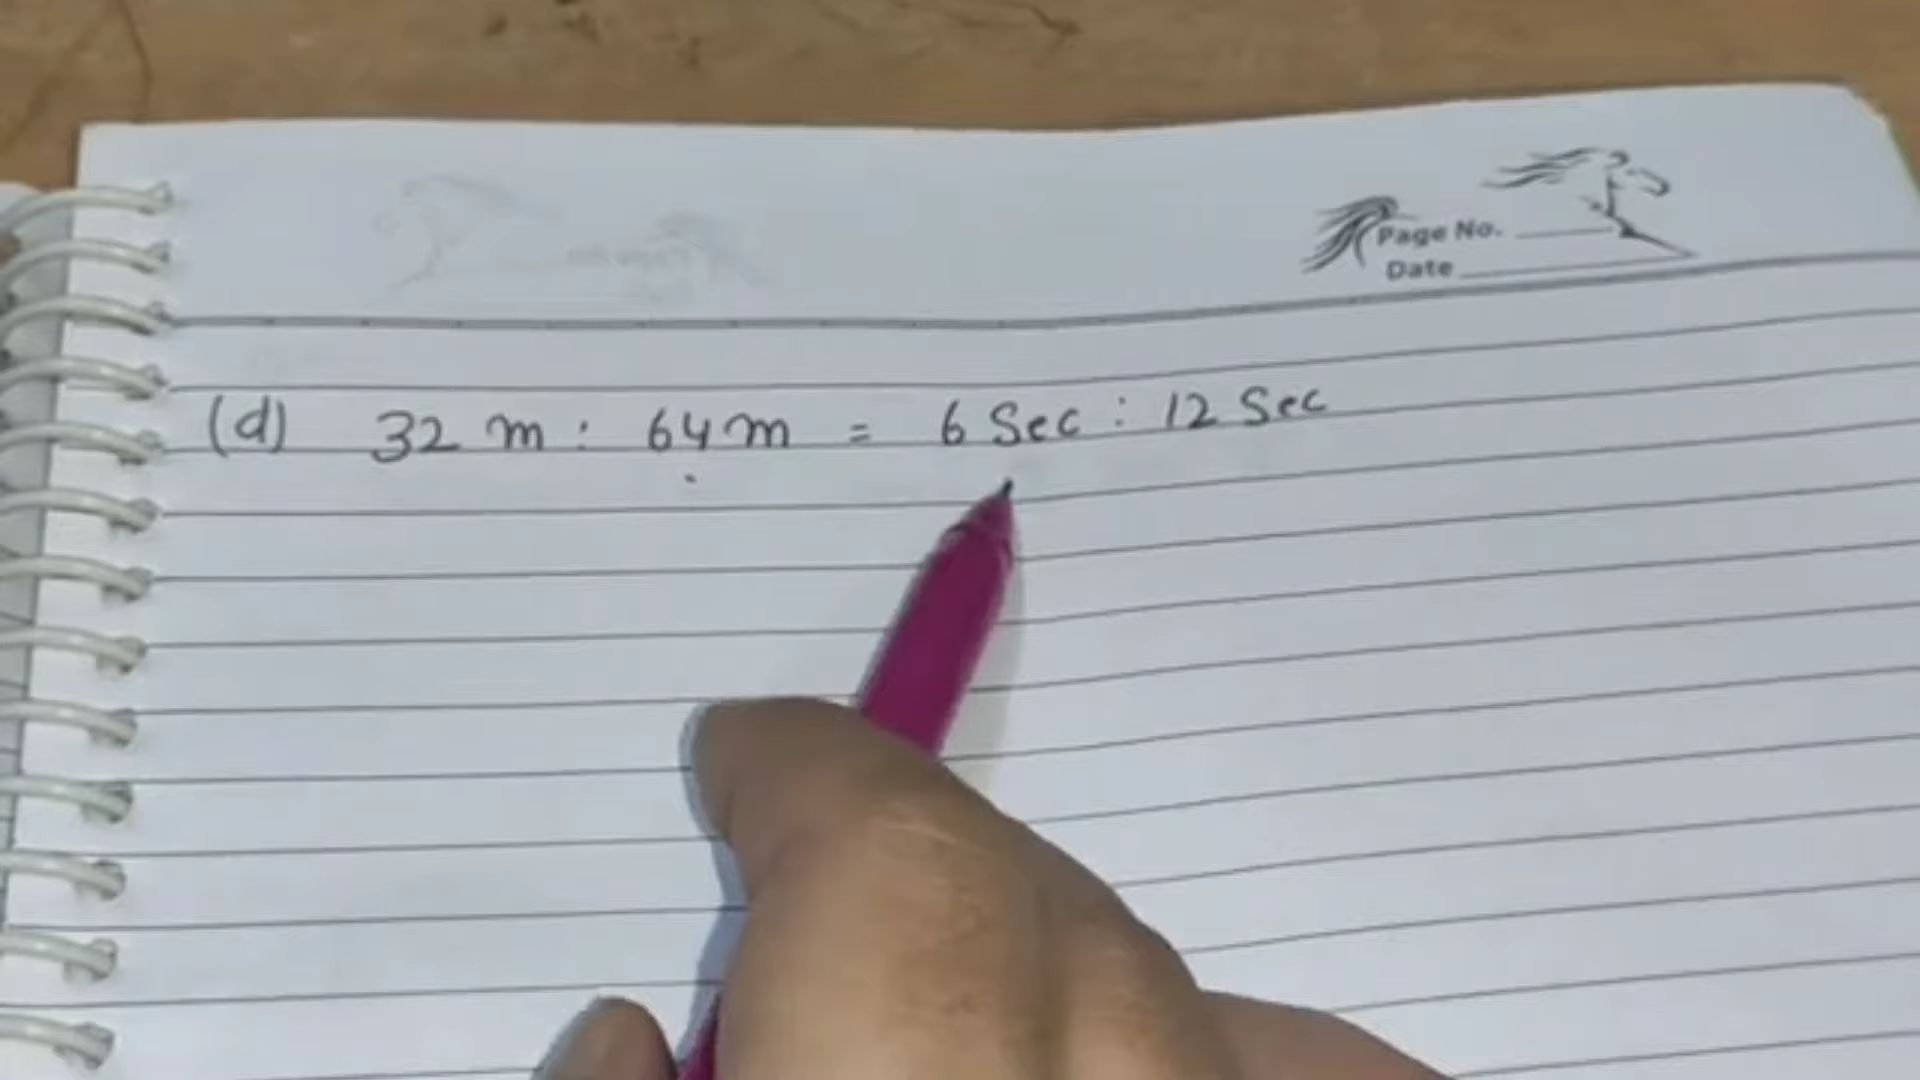 Page No.
Date
(d) 32 m : 64 m = 6 Sec : 12 Sec